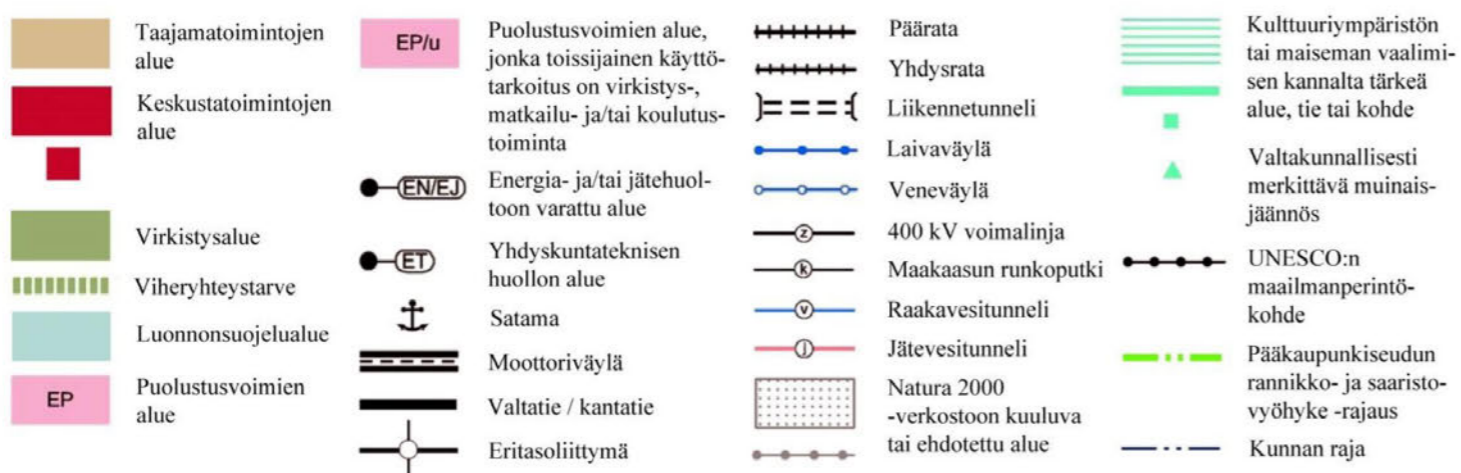 Taajamatoimintojen
alue
Keskustatoimintojen
alue
Virkistysalue
Viheryhteystarve
Luonnonsuojelualue
EP
Puolustusvoimien
alue
EP/u
Puolustusvoimien alue,
jonka toissijainen käyttö-
tarkoitus on virkistys-,
matkailu- ja/tai koulutus-
toiminta
EN/EJ
Energia- ja/tai jätehuol-
toon varattu alue
ET
Yhdyskuntateknisen
huollon alue
Satama
Moottoriväylä
Valtatie / kantatie
Eritasoliittymä
Päärata
Yhdysrata
Liikennetunneli
Laivaväylä
Veneväylä
z
400 kV voimalinja
k
Maakaasun runkoputki
v
Raakavesitunneli
j
Jätevesitunneli
Natura 2000
-verkostoon kuuluva
tai ehdotettu alue
Kulttuuriympäristön
tai maiseman vaalimi-
sen kannalta tärkeä
alue, tie tai kohde
Valtakunnallisesti
merkittävä muinais-
jäännös
UNESCO:n
maailmanperintö-
kohde
Pääkaupunkiseudun
rannikko- ja saaristo-
vyöhyke -rajaus
Kunnan raja